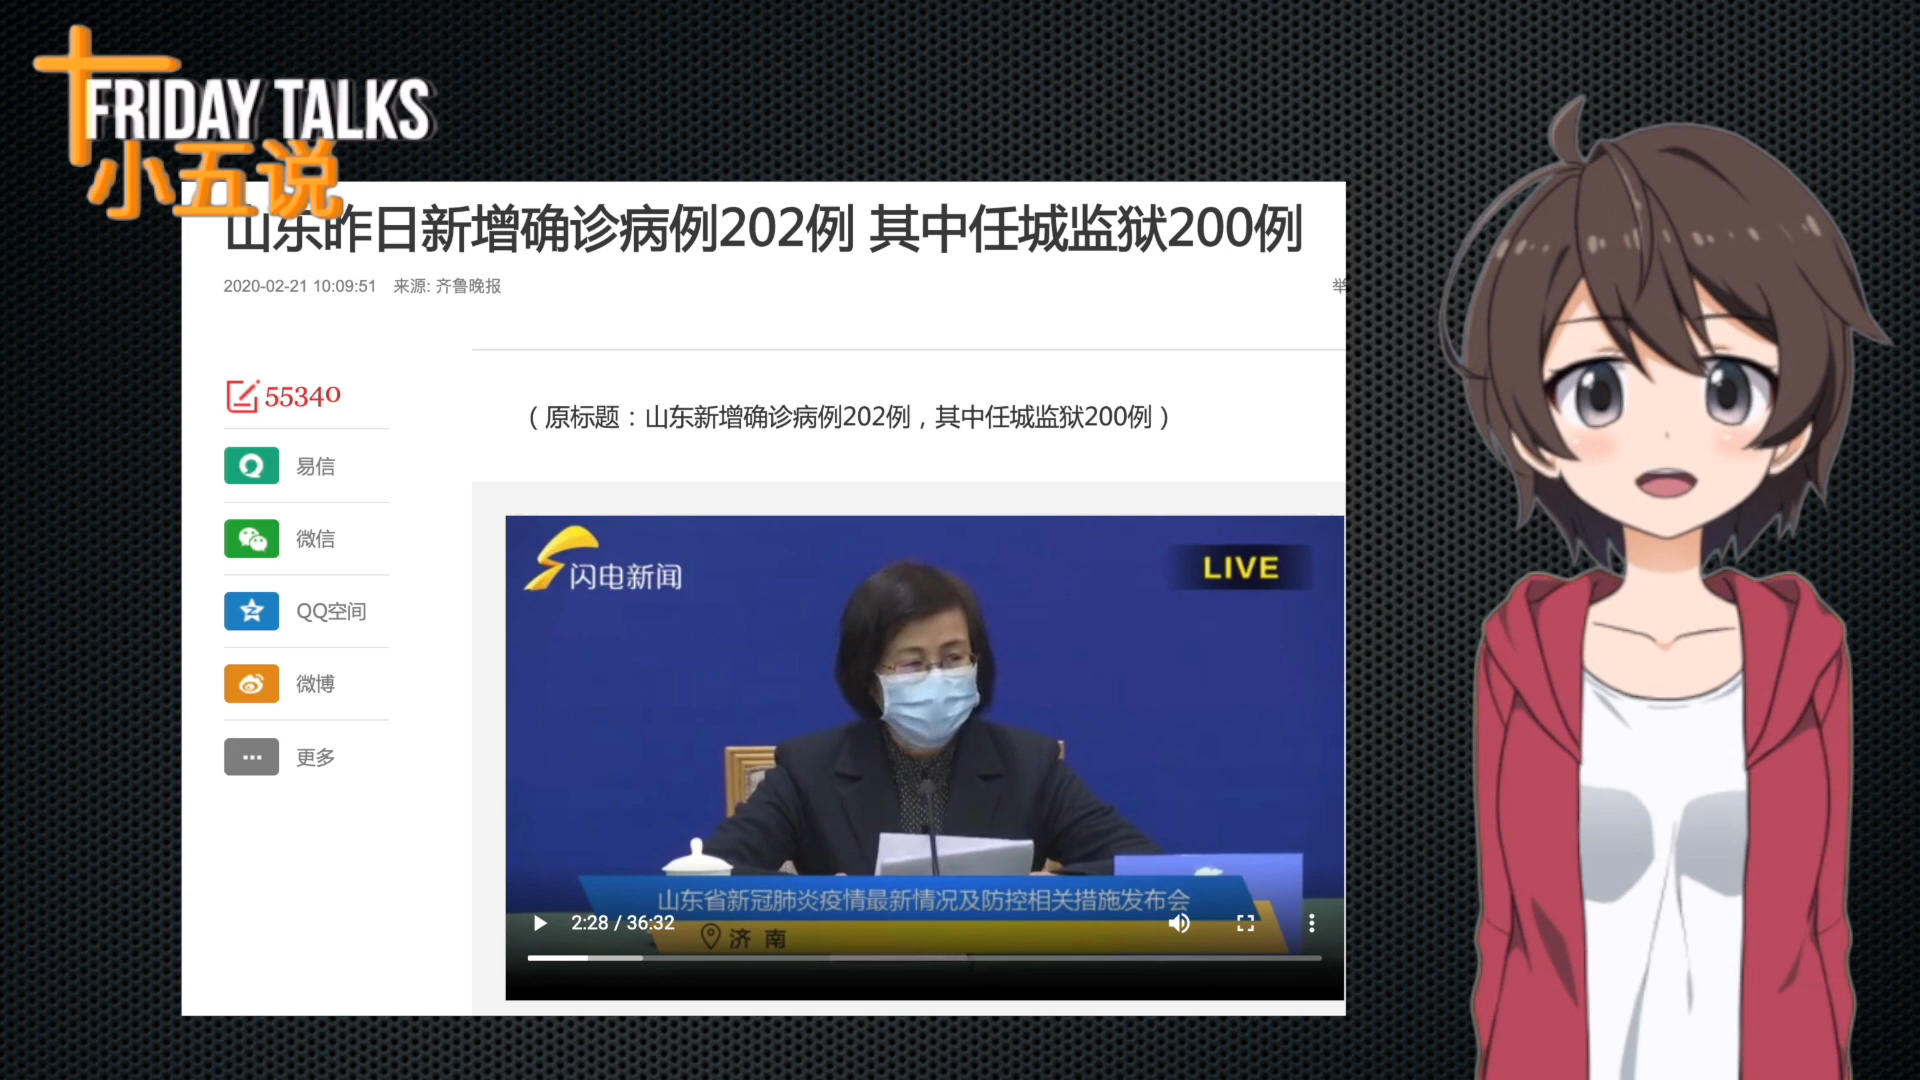 FRIDAY TALKS
小五说
山东昨日新增确诊病例202例 其中任城监狱200例
2020-02-21 10:09:51 来源: 齐鲁晚报
举
55340
(原标题：山东新增确诊病例202例，其中任城监狱200例)
易信
微信
QQ空间
微博
更多
闪电新闻
LIVE
山东省新冠肺炎疫情最新情况及防控相关措施发布会
2:28 / 36:32
济 南